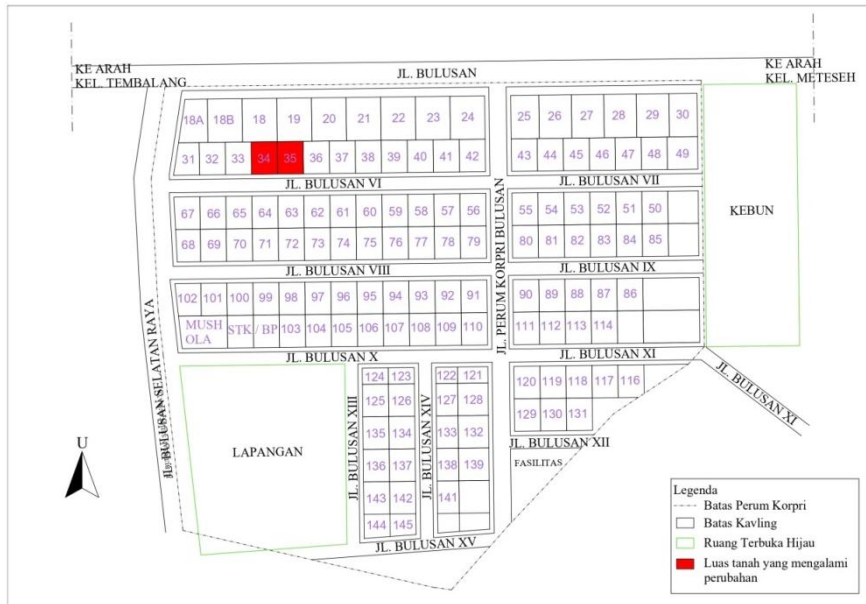 KE ARAH
KEL. TEMBALANG
JL. BULUSAN
KE ARAH
KEL. METESEH
18A 18B 18 19 20 21 22 23 24
25 26 27 28 29 30
31 32 33 34 35 36 37 38 39 40 41 42
43 44 45 46 47 48 49
JL. BULUSAN VI
JL. BULUSAN VII
67 66 65 64 63 62 61 60 59 58 57 56
55 54 53 52 51 50
KEBUN
68 69 70 71 72 73 74 75 76 77 78 79
80 81 82 83 84 85
JL. BULUSAN VIII
JL. BULUSAN IX
JL. PERUM KORPRI BULUSAN
102 101 100 99 98 97 96 95 94 93 92 91
90 89 88 87 86
MUSH
OLA
STK / BP 103 104 105 106 107 108 109 110
111 112 113 114
JL. BULUSAN X
JL. BULUSAN XI
JL. BULUSAN XI
JL. BULUSAN SELATAN RAYA
124 123
122 121
120 119 118 117 116
125 126
127 128
129 130 131
135 134
133 132
JL. BULUSAN XII
LAPANGAN
JL. BULUSAN XIII
JL. BULUSAN XIV
136 137
138 139
FASILITAS
143 142
141
144 145
JL. BULUSAN XV
U
Legenda
Batas Perum Korpri
Batas Kavling
Ruang Terbuka Hijau
Luas tanah yang mengalami
perubahan